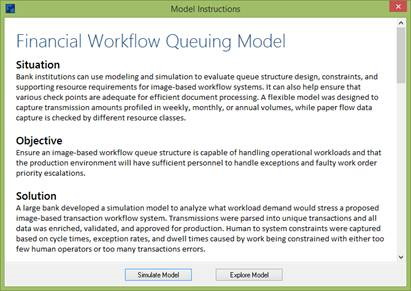 Model Instructions
Financial Workflow Queuing Model
Situation
Bank institutions can use modeling and simulation to evaluate queue structure design, constraints, and
supporting resource requirements for image-based workflow systems. It can also help ensure that
various check points are adequate for efficient document processing. A flexible model was designed to
capture transmission amounts profiled in weekly, monthly, or annual volumes, while paper flow data
capture is checked by different resource classes.
Objective
Ensure an image-based workflow queue structure is capable of handling operational workloads and that
the production environment will have sufficient personnel to handle exceptions and faulty work order
priority escalations.
Solution
A large bank developed a simulation model to analyze what workload demand would stress a proposed
image-based transaction workflow system. Transmissions were parsed into unique transactions and all
data was enriched, validated, and approved for production. Human to system constraints were captured
based on cycle times, exception rates, and dwell times caused by work being constrained with either too
few human operators or too many transactions errors.
Simulate Model
Explore Model